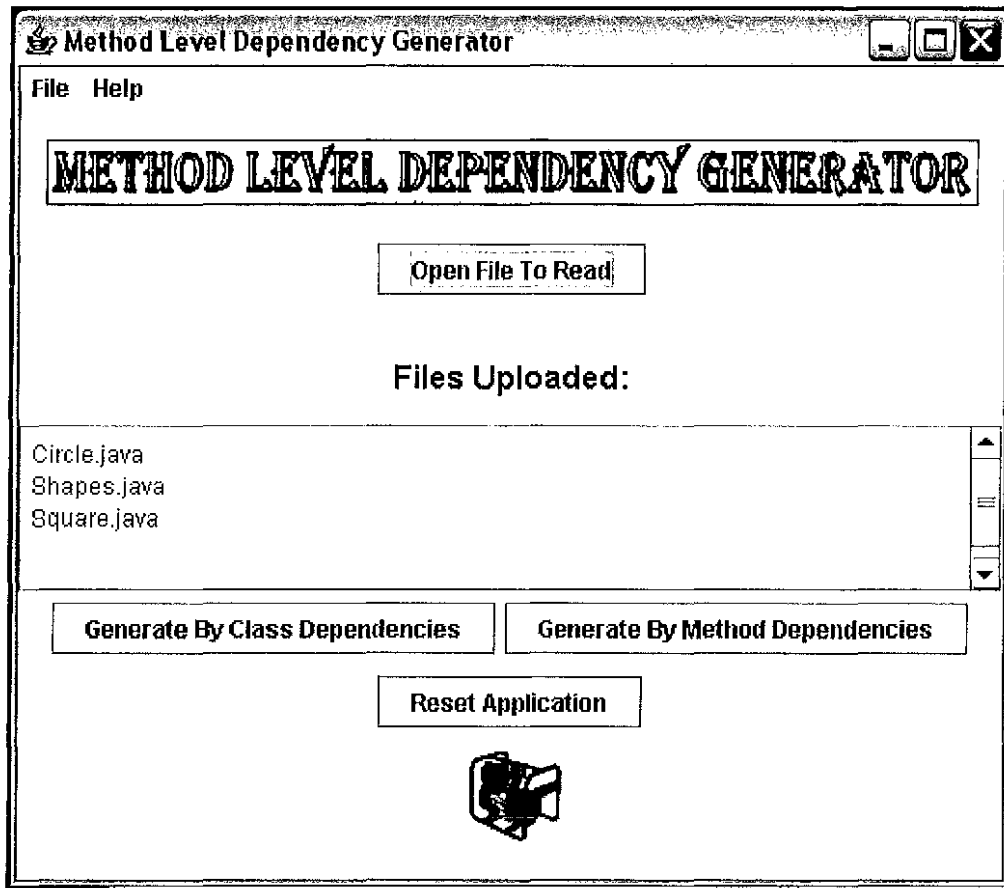 Method Level Dependency Generator
File Help
METHOD LEVEL DEPENDENCY GENERATOR
Open File To Read
Files Uploaded:
Circle.java
Shapes.java
Square.java
Generate By Class Dependencies Generate By Method Dependencies
Reset Application